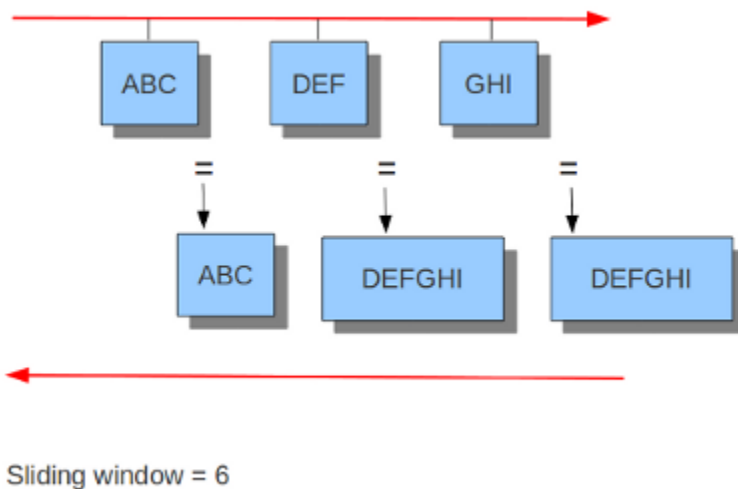 ABC DEF GHI
= = =
ABC DEFGHI DEFGHI
Sliding window = 6